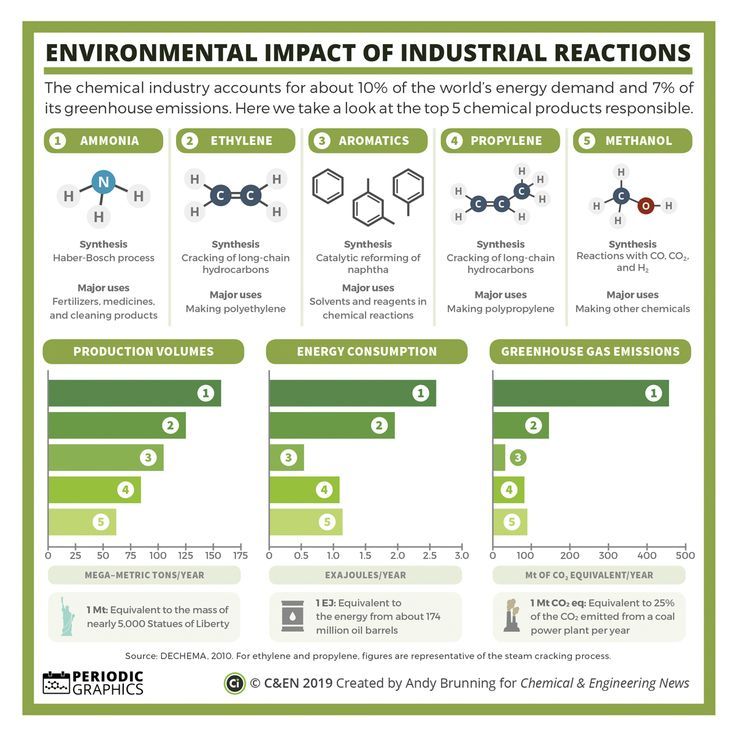 ENVIRONMENTAL IMPACT OF INDUSTRIAL REACTIONS
The chemical industry accounts for about 10% of the world's energy demand and 7% of
its greenhouse emissions. Here we take a look at the top 5 chemical products responsible.
1 AMMONIA
N
H
H
H
Synthesis
Haber-Bosch process
Major uses
Fertilizers, medicines,
and cleaning products
2 ETHYLENE
H
H
C C
H
H
Synthesis
Cracking of long-chain
hydrocarbons
Major uses
Making polyethylene
3 AROMATICS
Synthesis
Catalytic reforming of
naphtha
Major uses
Solvents and reagents in
chemical reactions
4 PROPYLENE
H
H H
C H
H
C C
H
Synthesis
Cracking of long-chain
hydrocarbons
Major uses
Making polypropylene
5 METHANOL
H
C
H O H
H
Synthesis
Reactions with CO, CO₂,
and H₂
Major uses
Making other chemicals
PRODUCTION VOLUMES
1
2
3
4
5
0 25 50 75 100 125 150 175
MEGA–METRIC TONS/YEAR
1 Mt: Equivalent to the mass of
nearly 5,000 Statues of Liberty
ENERGY CONSUMPTION
1
2
3
4
5
0 0.5 1.0 1.5 2.0 2.5 3.0
EXAJOULES/YEAR
1 EJ: Equivalent to
the energy from about 174
million oil barrels
GREENHOUSE GAS EMISSIONS
1
2
3
4
5
0 100 200 300 400 500
Mt OF CO₂ EQUIVALENT/YEAR
1 Mt CO₂ eq: Equivalent to 25%
of the CO₂ emitted from a coal
power plant per year
Source: DECHEMA, 2010. For ethylene and propylene, figures are representative of the steam cracking process.
PERIODIC
GRAPHICS
Ci © C&EN 2019 Created by Andy Brunning for Chemical & Engineering News